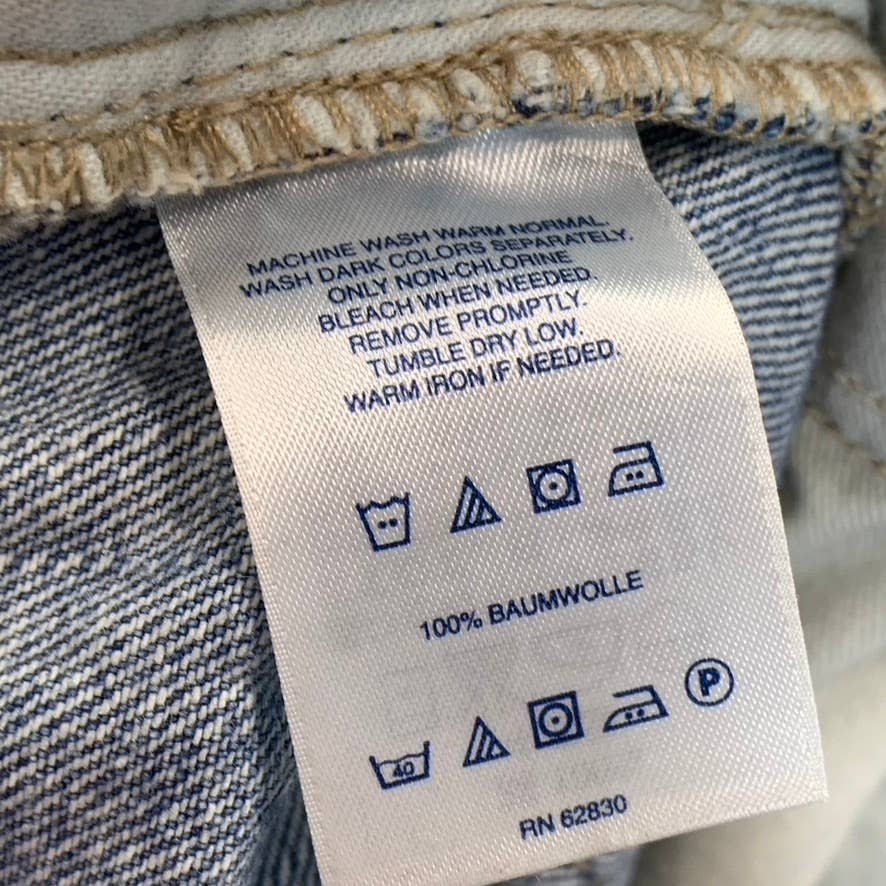 MACHINE WASH WARM NORMAL.
WASH DARK COLORS SEPARATELY.
ONLY NON-CHLORINE
BLEACH WHEN NEEDED.
REMOVE PROMPTLY.
TUMBLE DRY LOW.
WARM IRON IF NEEDED.
100% BAUMWOLLE
40 P
RN 62830